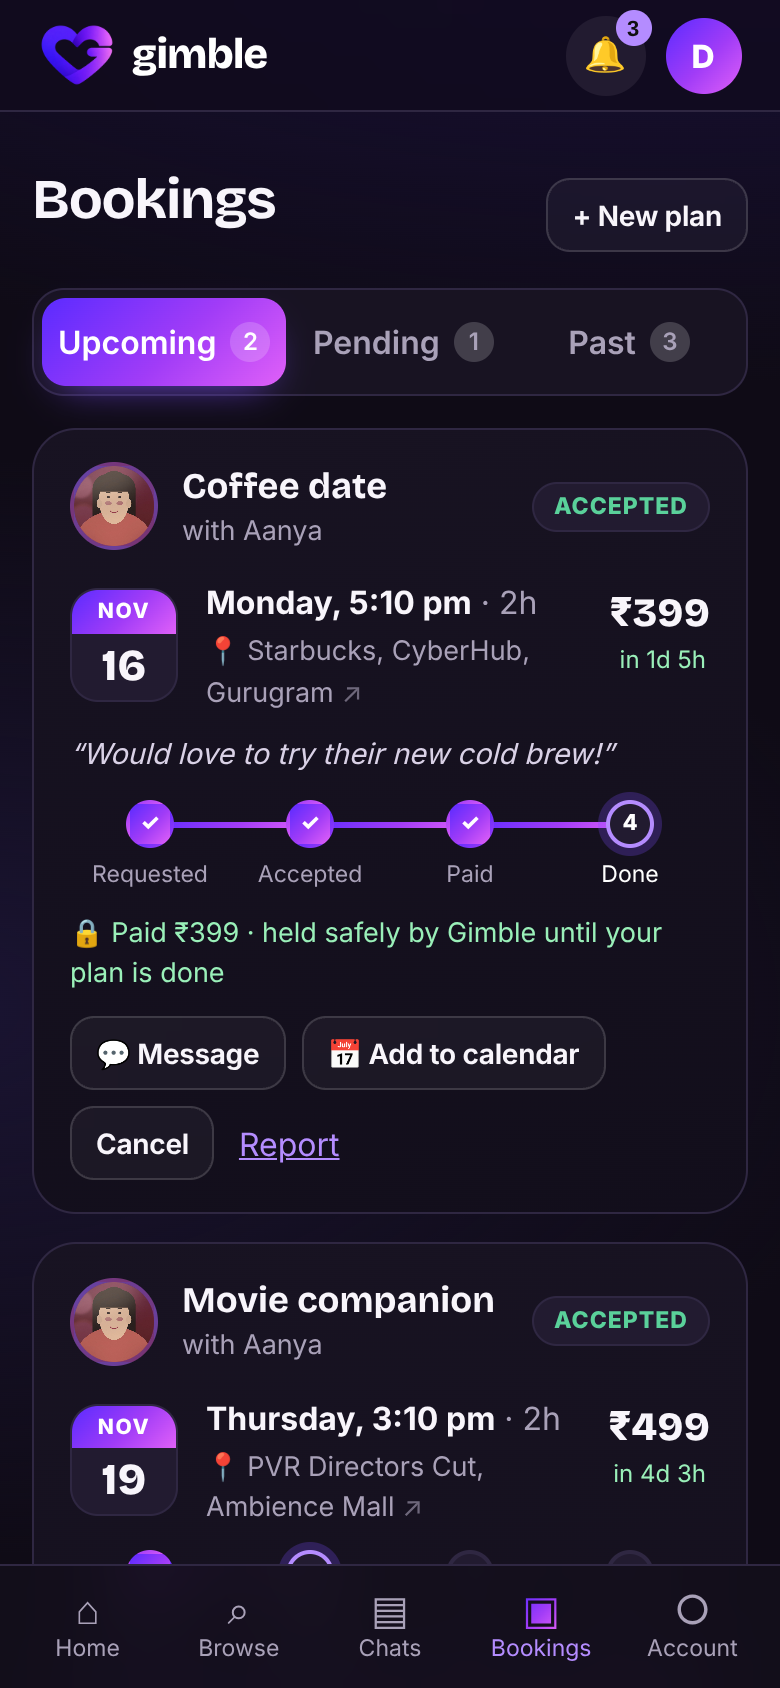 gimble
3
D
Bookings
+ New plan
Upcoming 2
Pending 1
Past 3
Coffee date
with Aanya
ACCEPTED
NOV
16
Monday, 5:10 pm · 2h
📍 Starbucks, CyberHub,
Gurugram ↗
₹399
in 1d 5h
“Would love to try their new cold brew!”
4
Requested
Accepted
Paid
Done
🔒 Paid ₹399 · held safely by Gimble until your
plan is done
💬 Message
📅 Add to calendar
Cancel
Report
Movie companion
with Aanya
ACCEPTED
NOV
19
Thursday, 3:10 pm · 2h
📍 PVR Directors Cut,
Ambience Mall ↗
₹499
in 4d 3h
Home
Browse
Chats
Bookings
Account